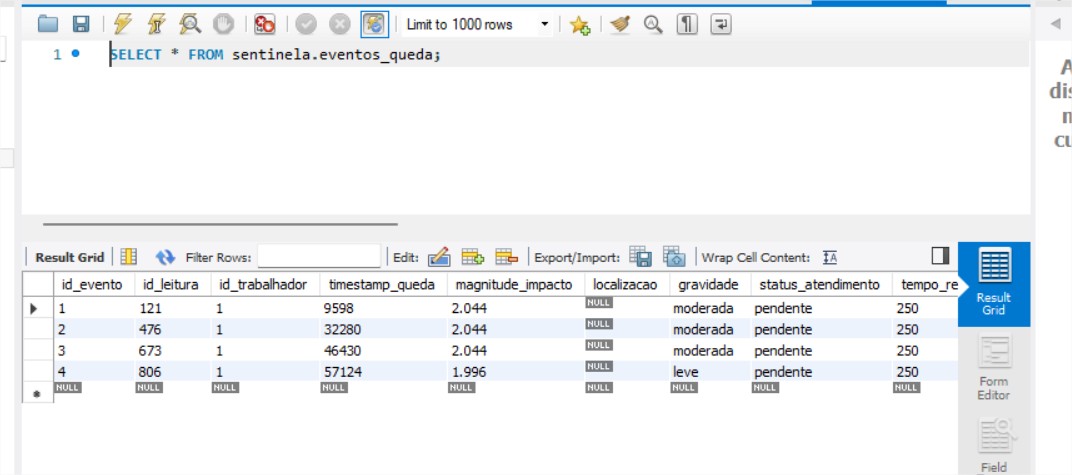 Limit to 1000 rows
1 SELECT * FROM sentinela.eventos_queda;
Result Grid Filter Rows: Edit: Export/Import: Wrap Cell Content:
id_evento id_leitura id_trabalhador timestamp_queda magnitude_impacto localizacao gravidade status_atendimento tempo_re
1 121 1 9598 2.044 NULL moderada pendente 250
2 476 1 32280 2.044 NULL moderada pendente 250
3 673 1 46430 2.044 NULL moderada pendente 250
4 806 1 57124 1.996 NULL leve pendente 250
NULL NULL NULL NULL NULL NULL NULL NULL NULL
Result
Grid
Form
Editor
Field